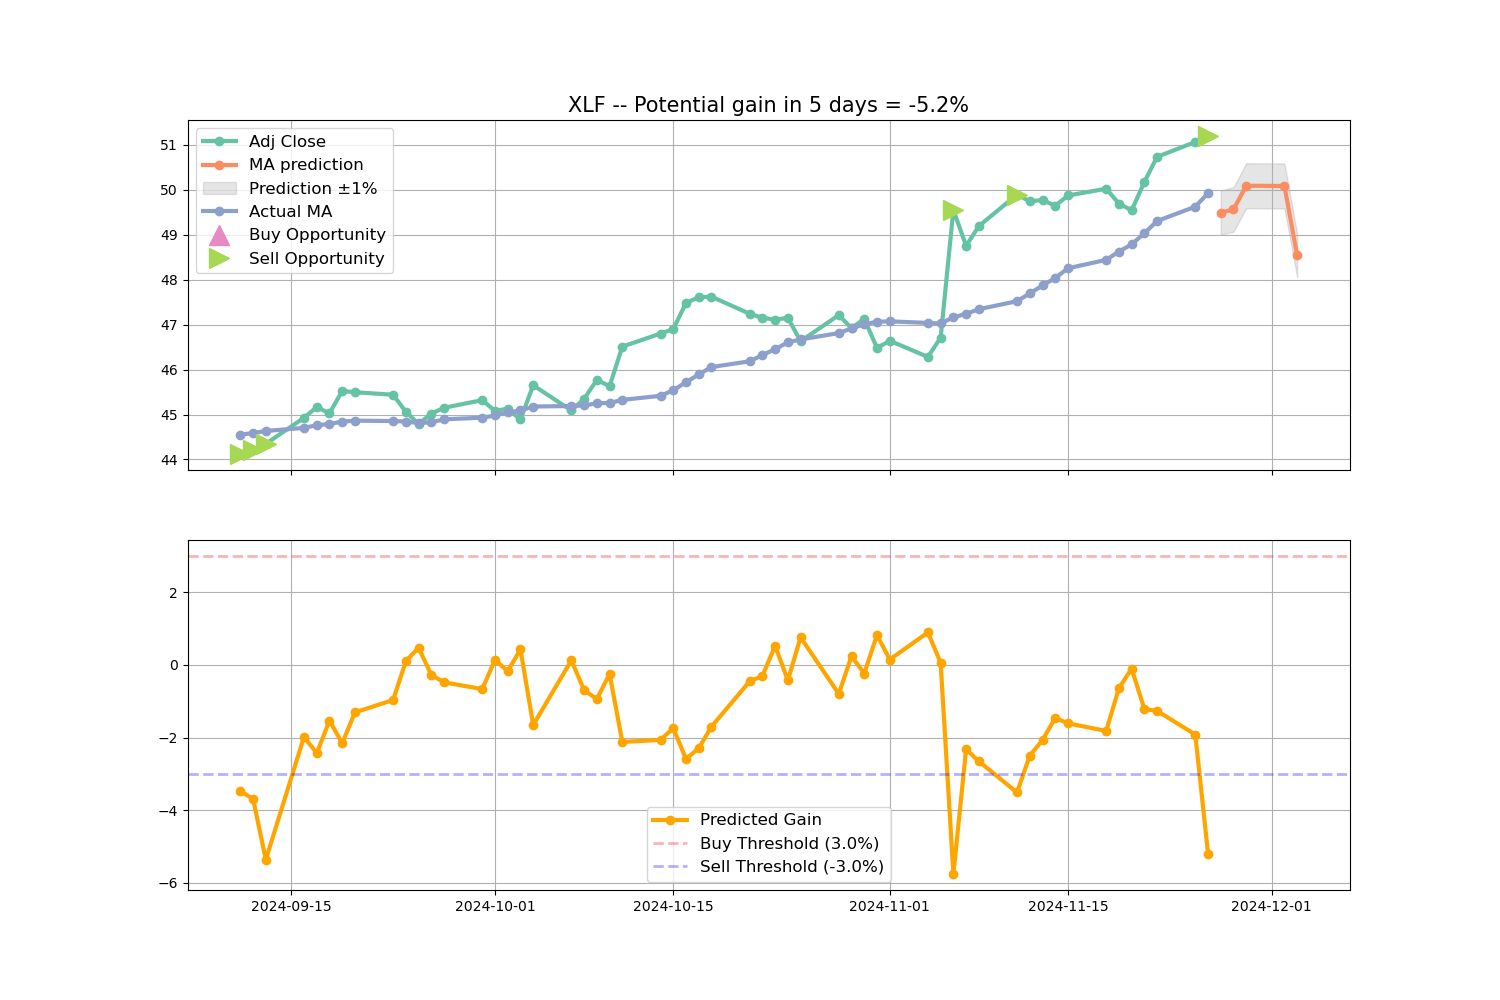 XLF -- Potential gain in 5 days = -5.2%
51
50
49
48
47
46
45
44
Adj Close
MA prediction
Prediction ±1%
Actual MA
Buy Opportunity
Sell Opportunity
2
0
−2
−4
−6
Predicted Gain
Buy Threshold (3.0%)
Sell Threshold (-3.0%)
2024-09-15 2024-10-01 2024-10-15 2024-11-01 2024-11-15 2024-12-01